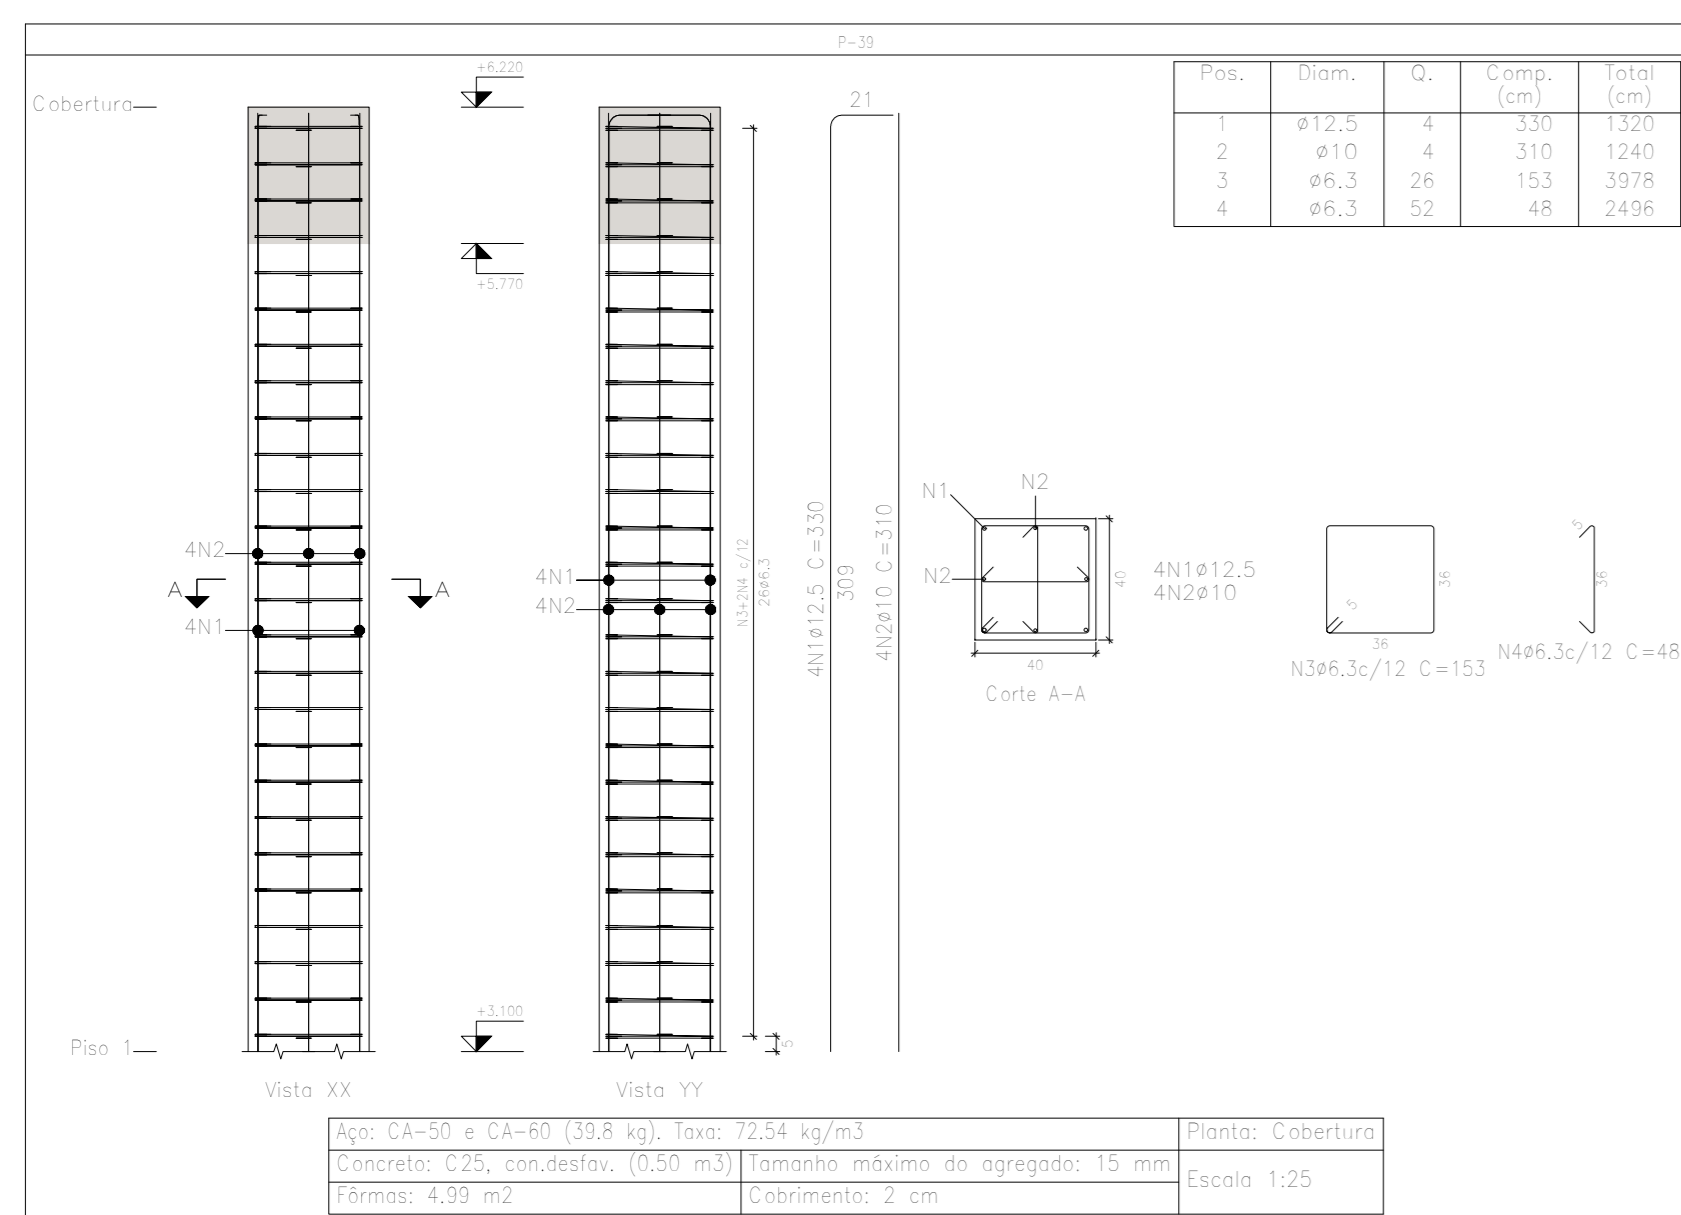 P-39
Cobertura
+6.220
+5.770
21
Pos. Diam. Q. Comp. (cm) Total (cm)
1 ø12.5 4 330 1320
2 ø10 4 310 1240
3 ø6.3 26 153 3978
4 ø6.3 52 48 2496
4N2
A A
4N1
4N1
4N2
N3+2N4 c/12
26ø6.3
4N1ø12.5 C=330
309
4N2ø10 C=310
N1
N2
N2
40
40
Corte A-A
4N1ø12.5
4N2ø10
5
36
36
N3ø6.3c/12 C=153
5
36
N4ø6.3c/12 C=48
+3.100
Piso 1
5
Vista XX
Vista YY
Aço: CA-50 e CA-60 (39.8 kg). Taxa: 72.54 kg/m3
Planta: Cobertura
Concreto: C25, con.desfav. (0.50 m3)
Tamanho máximo do agregado: 15 mm
Escala 1:25
Fôrmas: 4.99 m2
Cobrimento: 2 cm